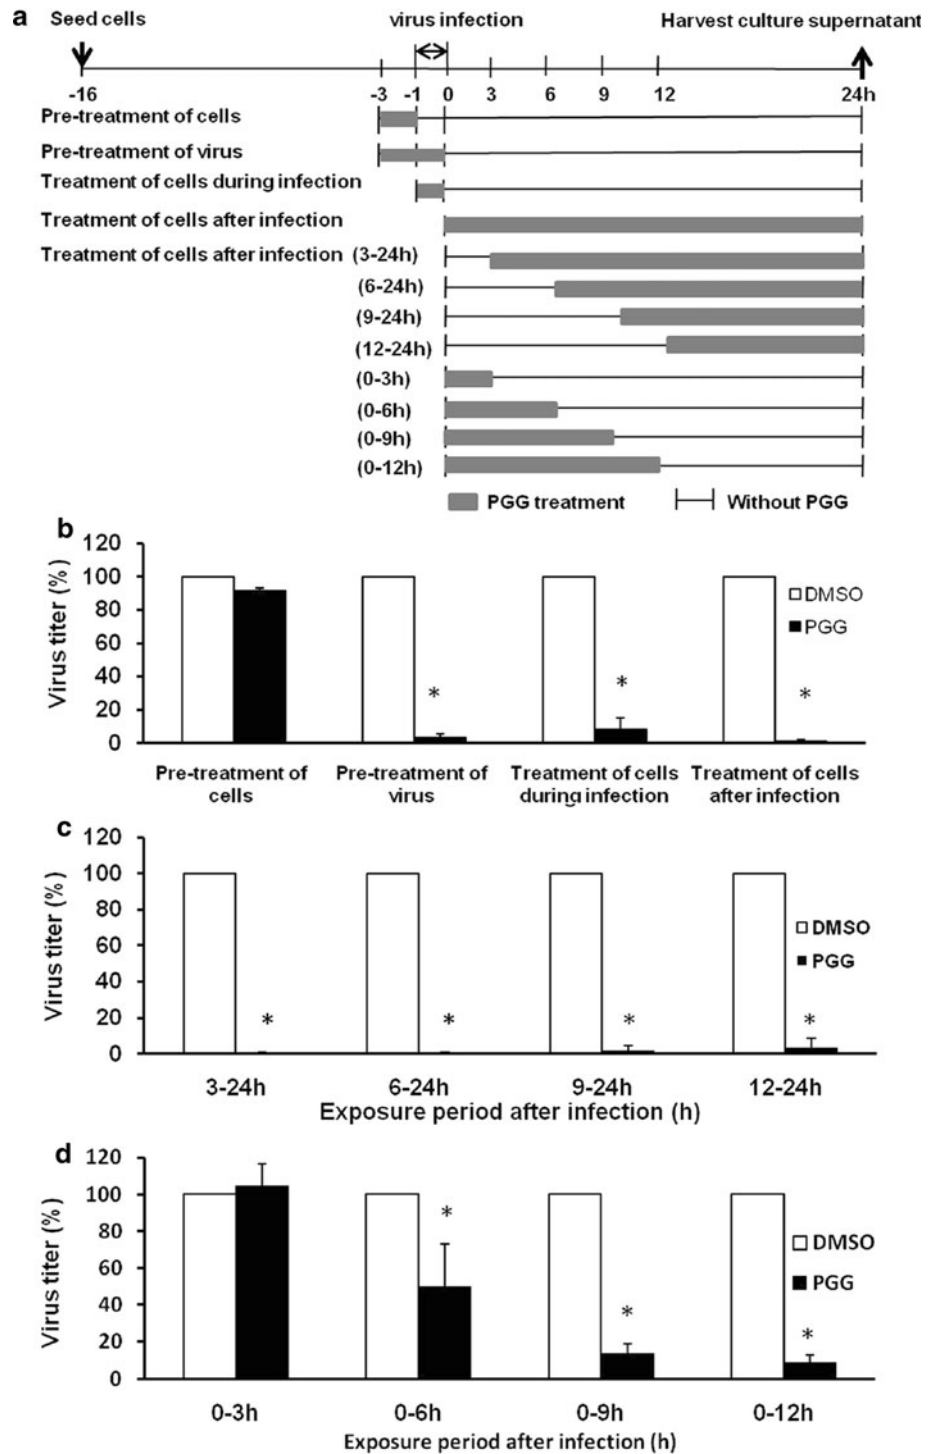 a
Seed cells virus infection Harvest culture supernatant
-16 -3 -1 0 3 6 9 12 24h
Pre-treatment of cells
Pre-treatment of virus
Treatment of cells during infection
Treatment of cells after infection
Treatment of cells after infection (3-24h)
(6-24h)
(9-24h)
(12-24h)
(0-3h)
(0-6h)
(0-9h)
(0-12h)
PGG treatment Without PGG
b
Virus titer (%)
120
100
80
60
40
20
0
DMSO
PGG
* * *
Pre-treatment of cells
Pre-treatment of virus
Treatment of cells during infection
Treatment of cells after infection
c
Virus titer (%)
120
100
80
60
40
20
0
DMSO
PGG
* * * *
3-24h 6-24h 9-24h 12-24h
Exposure period after infection (h)
d
Virus titer (%)
120
100
80
60
40
20
0
DMSO
PGG
* * *
0-3h 0-6h 0-9h 0-12h
Exposure period after infection (h)